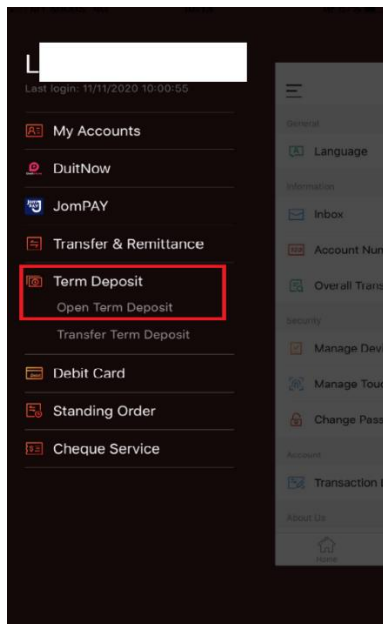 L
Last login: 11/11/2020 10:00:55
My Accounts
DuitNow
JomPAY
Transfer & Remittance
Term Deposit
Open Term Deposit
Transfer Term Deposit
Debit Card
Standing Order
Cheque Service
General
Language
Information
Inbox
Account Num
Overall Trans
Security
Manage Devi
Manage Touc
Change Pass
Account
Transaction L
About Us
Home